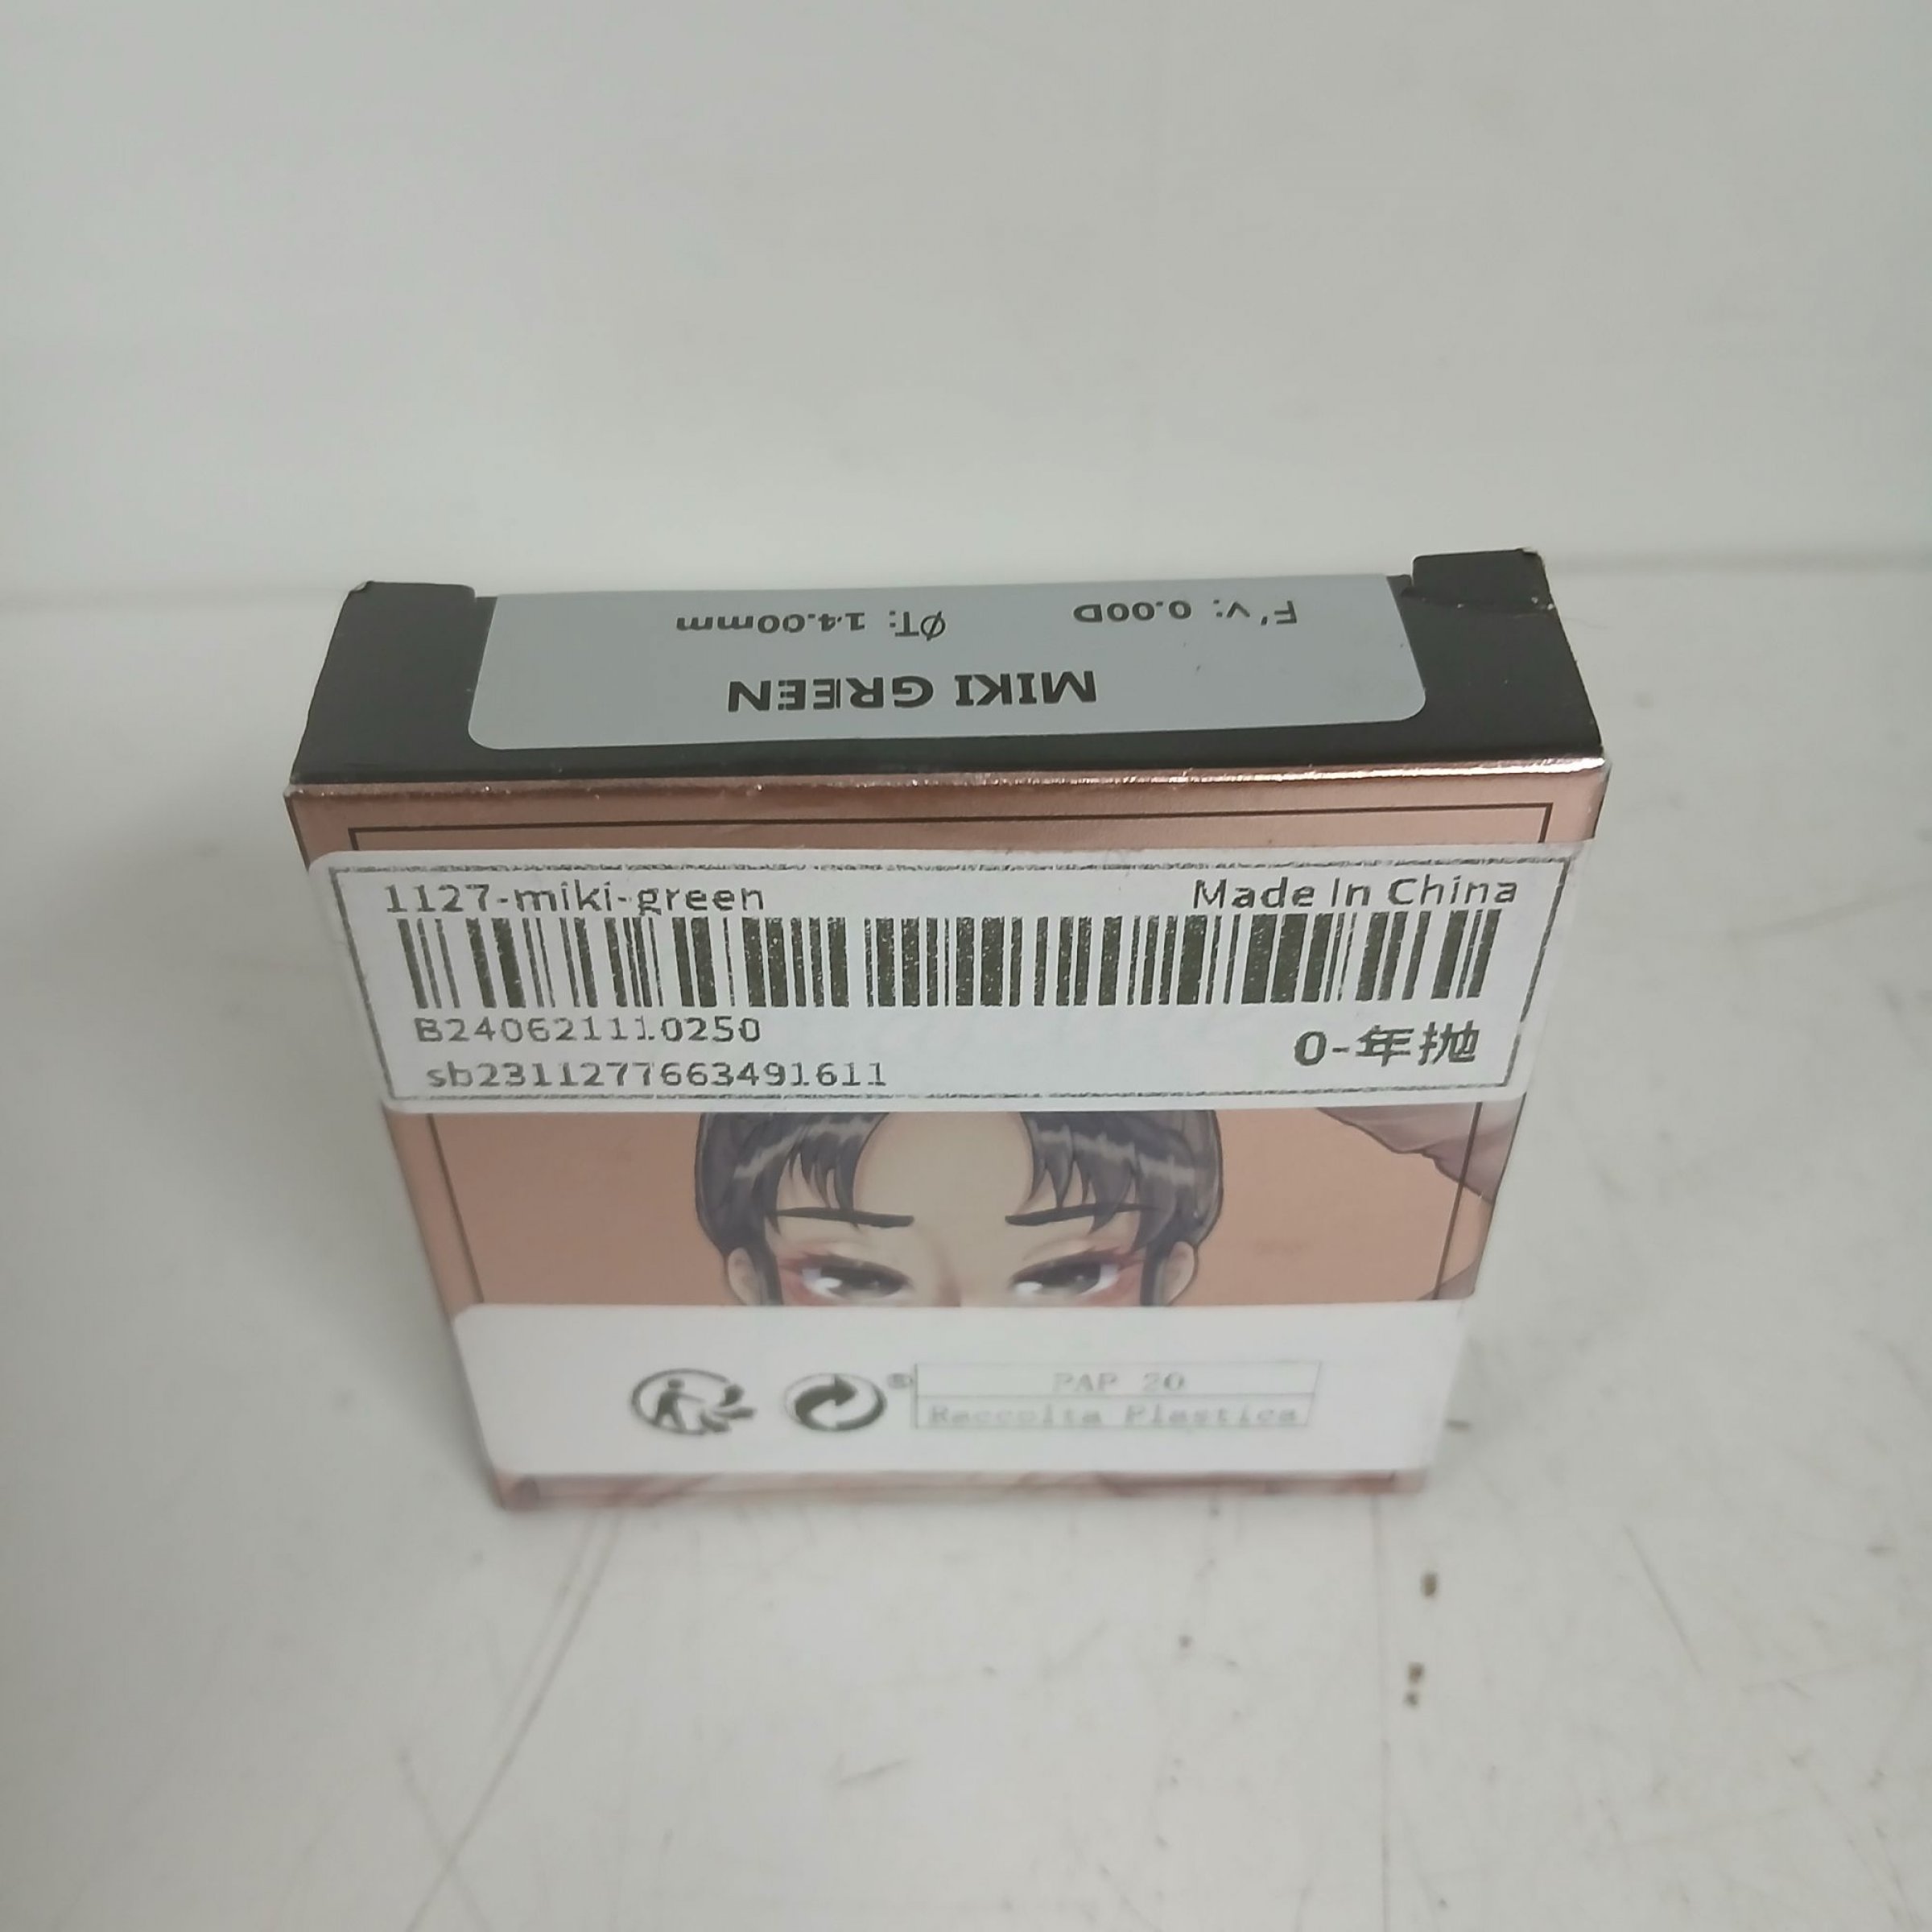 MIKI GREEN
F'v: 0.00D ØT: 14.00mm
1127-miki-green Made In China
B240621110250
sb23112777663491611
0-年抛
PAP 20
Raccolta Plastica